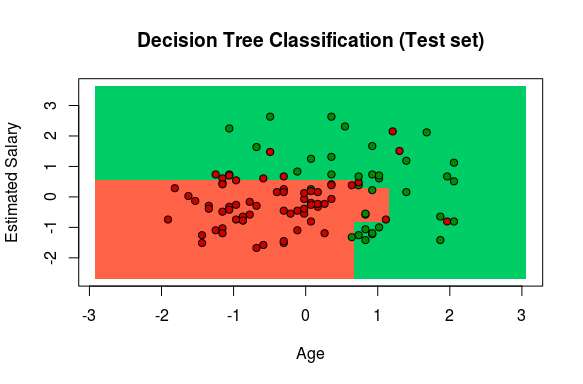 Decision Tree Classification (Test set)
Estimated Salary
3
2
1
0
-1
-2
-3 -2 -1 0 1 2 3
Age